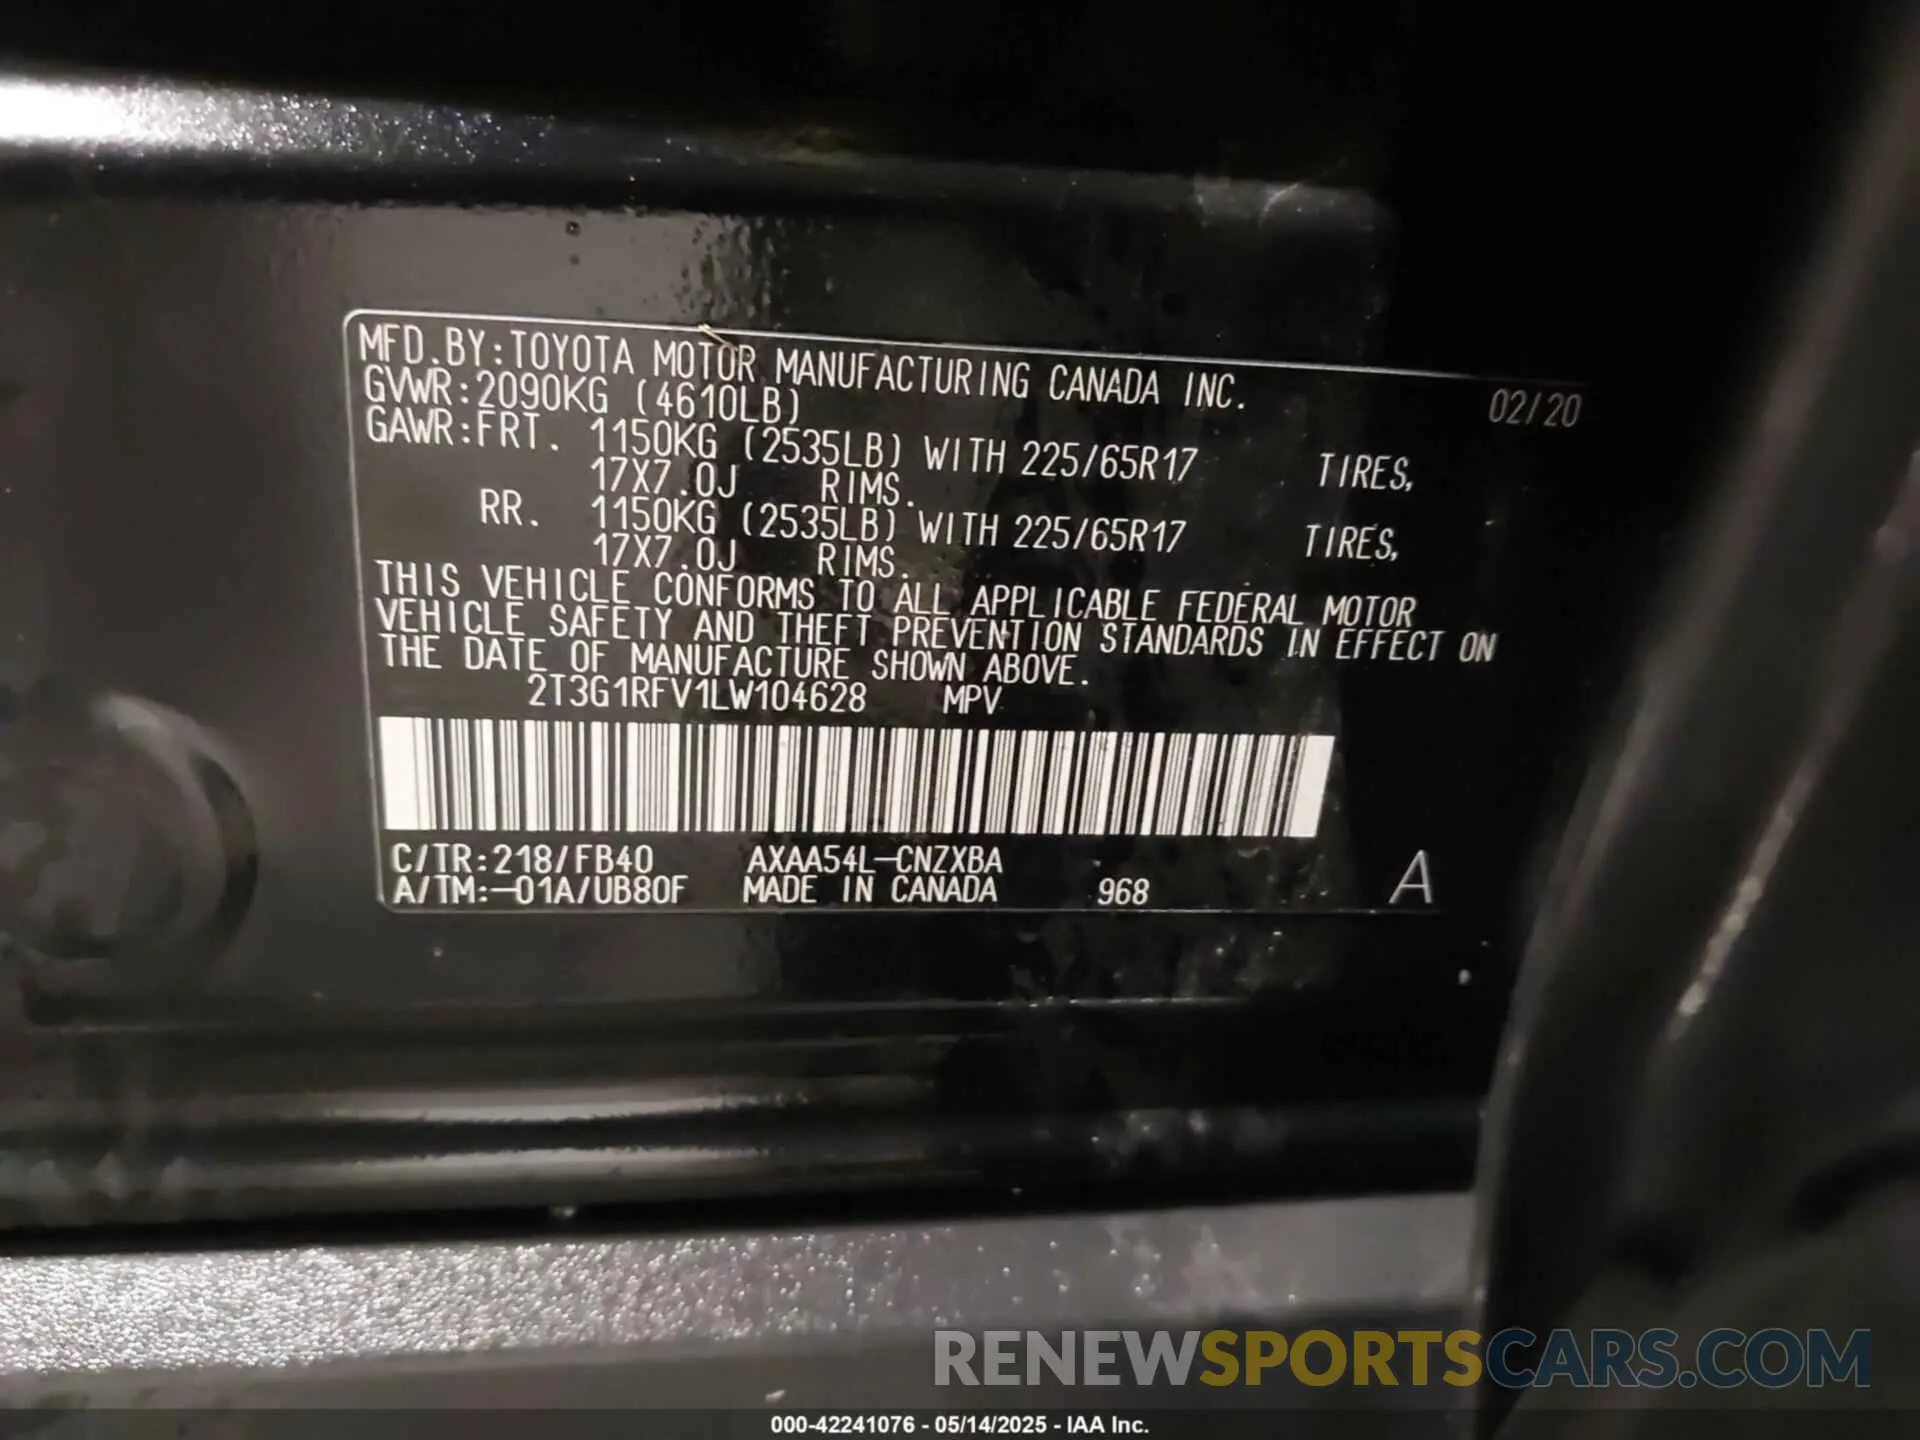 MFD.BY:TOYOTA MOTOR MANUFACTURING CANADA INC. 02/20
GVWR:2090KG (4610LB)
GAWR:FRT. 1150KG (2535LB) WITH 225/65R17 TIRES,
17X7.0J RIMS.
RR. 1150KG (2535LB) WITH 225/65R17 TIRES,
17X7.0J RIMS.
THIS VEHICLE CONFORMS TO ALL APPLICABLE FEDERAL MOTOR
VEHICLE SAFETY AND THEFT PREVENTION STANDARDS IN EFFECT ON
THE DATE OF MANUFACTURE SHOWN ABOVE.
2T3G1RFV1LW104628 MPV
C/TR:218/FB40 AXAA54L-CNZXBA
A/TM:-01A/UB80F MADE IN CANADA 968 A
RENEWSPORTSCARS.COM
000-42241076 - 05/14/2025 - IAA Inc.